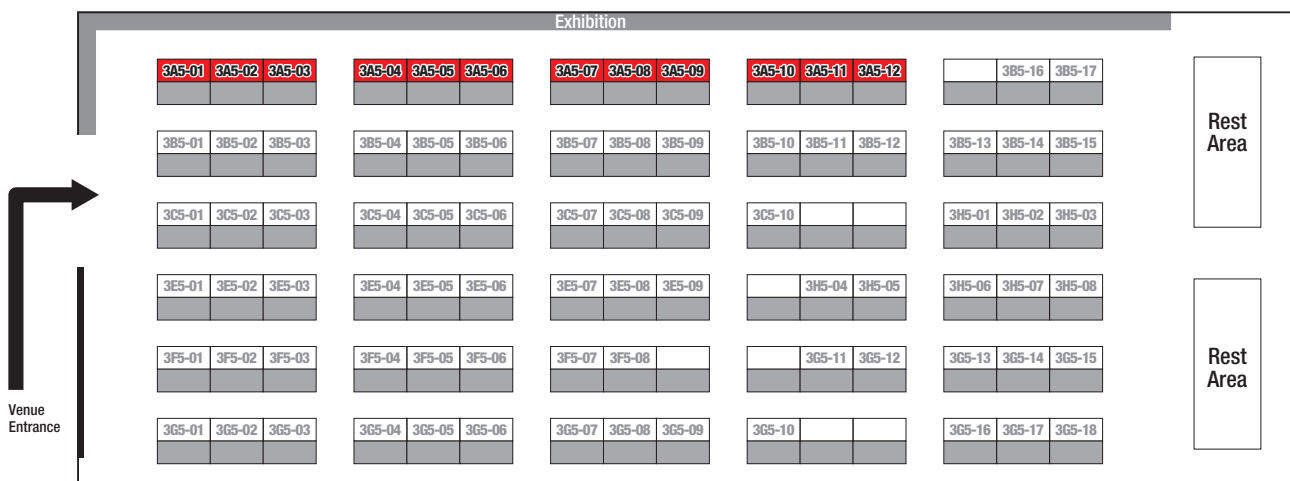 Exhibition
3A5-01 3A5-02 3A5-03 3A5-04 3A5-05 3A5-06 3A5-07 3A5-08 3A5-09 3A5-10 3A5-11 3A5-12 3B5-16 3B5-17
3B5-01 3B5-02 3B5-03 3B5-04 3B5-05 3B5-06 3B5-07 3B5-08 3B5-09 3B5-10 3B5-11 3B5-12 3B5-13 3B5-14 3B5-15
Rest
Area
3C5-01 3C5-02 3C5-03 3C5-04 3C5-05 3C5-06 3C5-07 3C5-08 3C5-09 3C5-10 3H5-01 3H5-02 3H5-03
3E5-01 3E5-02 3E5-03 3E5-04 3E5-05 3E5-06 3E5-07 3E5-08 3E5-09 3H5-04 3H5-05 3H5-06 3H5-07 3H5-08
3F5-01 3F5-02 3F5-03 3F5-04 3F5-05 3F5-06 3F5-07 3F5-08 3G5-11 3G5-12 3G5-13 3G5-14 3G5-15
Rest
Area
Venue
Entrance
3G5-01 3G5-02 3G5-03 3G5-04 3G5-05 3G5-06 3G5-07 3G5-08 3G5-09 3G5-10 3G5-16 3G5-17 3G5-18